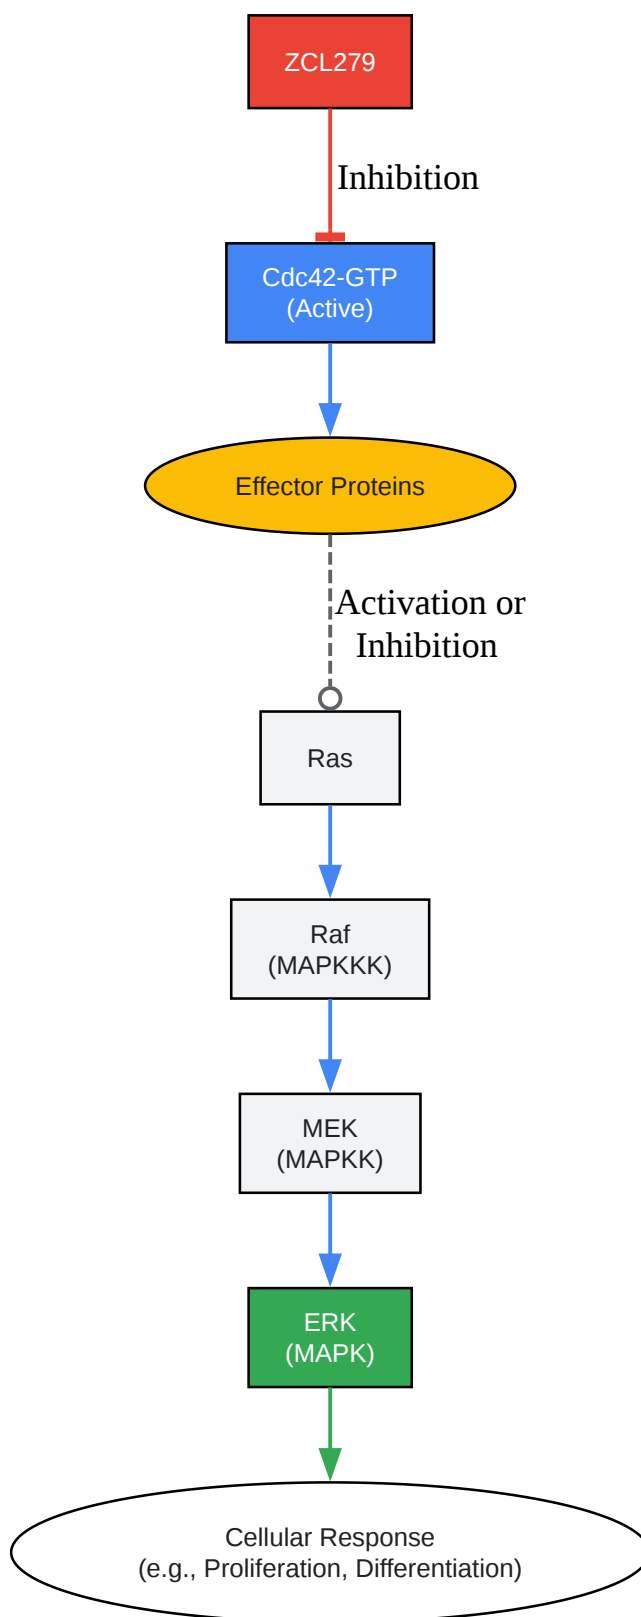 ZCL279
Inhibition
Cdc42-GTP
(Active)
Effector Proteins
Activation or
Inhibition
Ras
Raf
(MAPKKK)
MEK
(MAPKK)
ERK
(MAPK)
Cellular Response
(e.g., Proliferation, Differentiation)